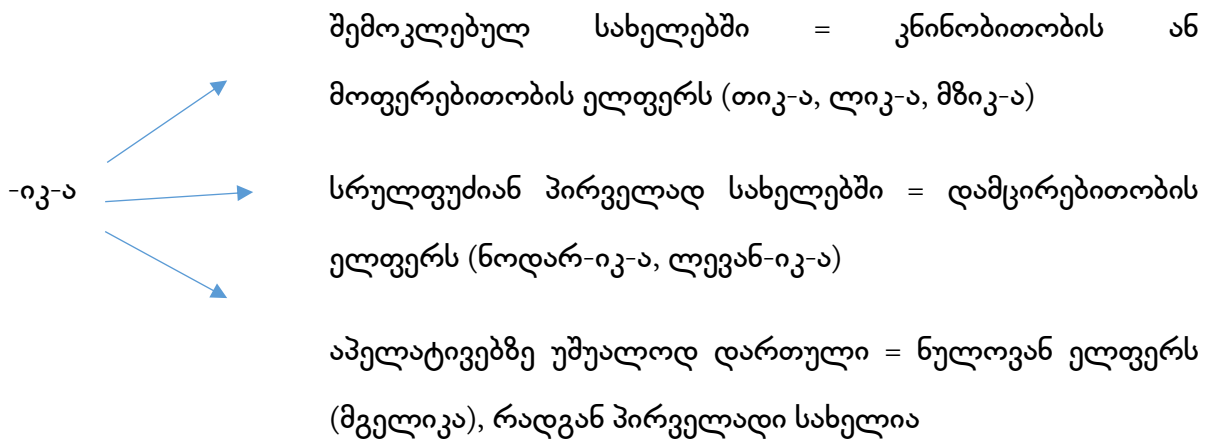 შემოკლებულ სახელებში = კნინობითობის ან
მოფერებითობის ელფერს (თიკ-ა, ლიკ-ა, მზიკ-ა)
-იკ-ა
სრულფუძიან პირველად სახელებში = დამცირებითობის
ელფერს (ნოდარ-იკ-ა, ლევან-იკ-ა)
აპელატივებზე უშუალოდ დართული = ნულოვან ელფერს
(მგელიკა), რადგან პირველადი სახელია